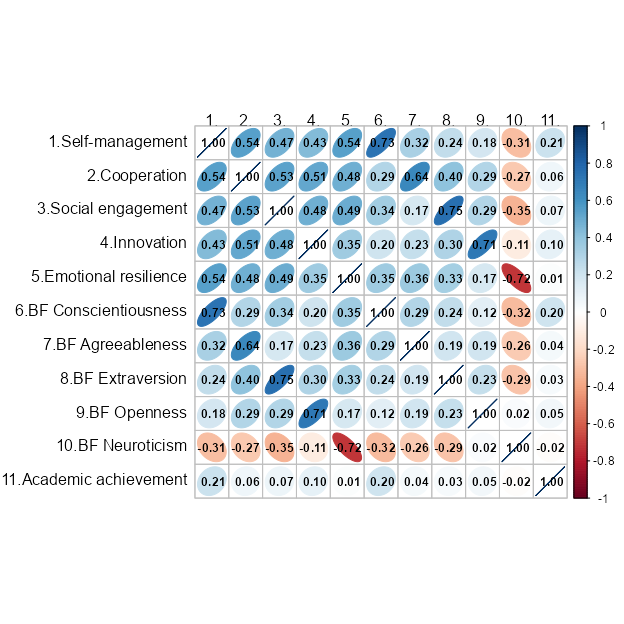 1. 2. 3. 4. 5. 6. 7. 8. 9. 10. 11.
1.Self-management 1.00 0.54 0.47 0.43 0.54 0.73 0.32 0.24 0.18 -0.31 0.21
2.Cooperation 0.54 1.00 0.53 0.51 0.48 0.29 0.64 0.40 0.29 -0.27 0.06
3.Social engagement 0.47 0.53 1.00 0.48 0.49 0.34 0.17 0.75 0.29 -0.35 0.07
4.Innovation 0.43 0.51 0.48 1.00 0.35 0.20 0.23 0.30 0.71 -0.11 0.10
5.Emotional resilience 0.54 0.48 0.49 0.35 1.00 0.35 0.36 0.33 0.17 -0.72 0.01
6.BF Conscientiousness 0.73 0.29 0.34 0.20 0.35 1.00 0.29 0.24 0.12 -0.32 0.20
7.BF Agreeableness 0.32 0.64 0.17 0.23 0.36 0.29 1.00 0.19 0.19 -0.26 0.04
8.BF Extraversion 0.24 0.40 0.75 0.30 0.33 0.24 0.19 1.00 0.23 -0.29 0.03
9.BF Openness 0.18 0.29 0.29 0.71 0.17 0.12 0.19 0.23 1.00 0.02 0.05
10.BF Neuroticism -0.31 -0.27 -0.35 -0.11 -0.72 -0.32 -0.26 -0.29 0.02 1.00 -0.02
11.Academic achievement 0.21 0.06 0.07 0.10 0.01 0.20 0.04 0.03 0.05 -0.02 1.00
1
0.8
0.6
0.4
0.2
0
-0.2
-0.4
-0.6
-0.8
-1